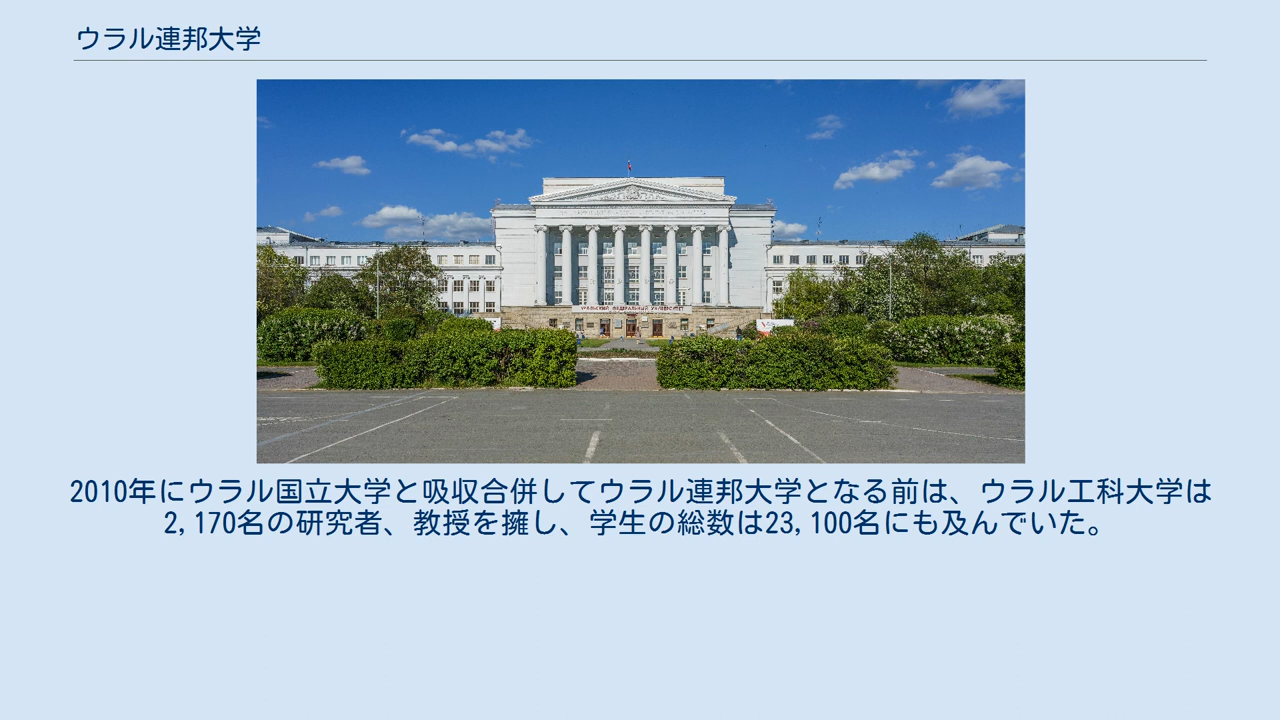 ウラル連邦大学
УРАЛЬСКИЙ ФЕДЕРАЛЬНЫЙ УНИВЕРСИТЕТ
2010年にウラル国立大学と吸収合併してウラル連邦大学となる前は、ウラル工科大学は
2,170名の研究者、教授を擁し、学生の総数は23,100名にも及んでいた。